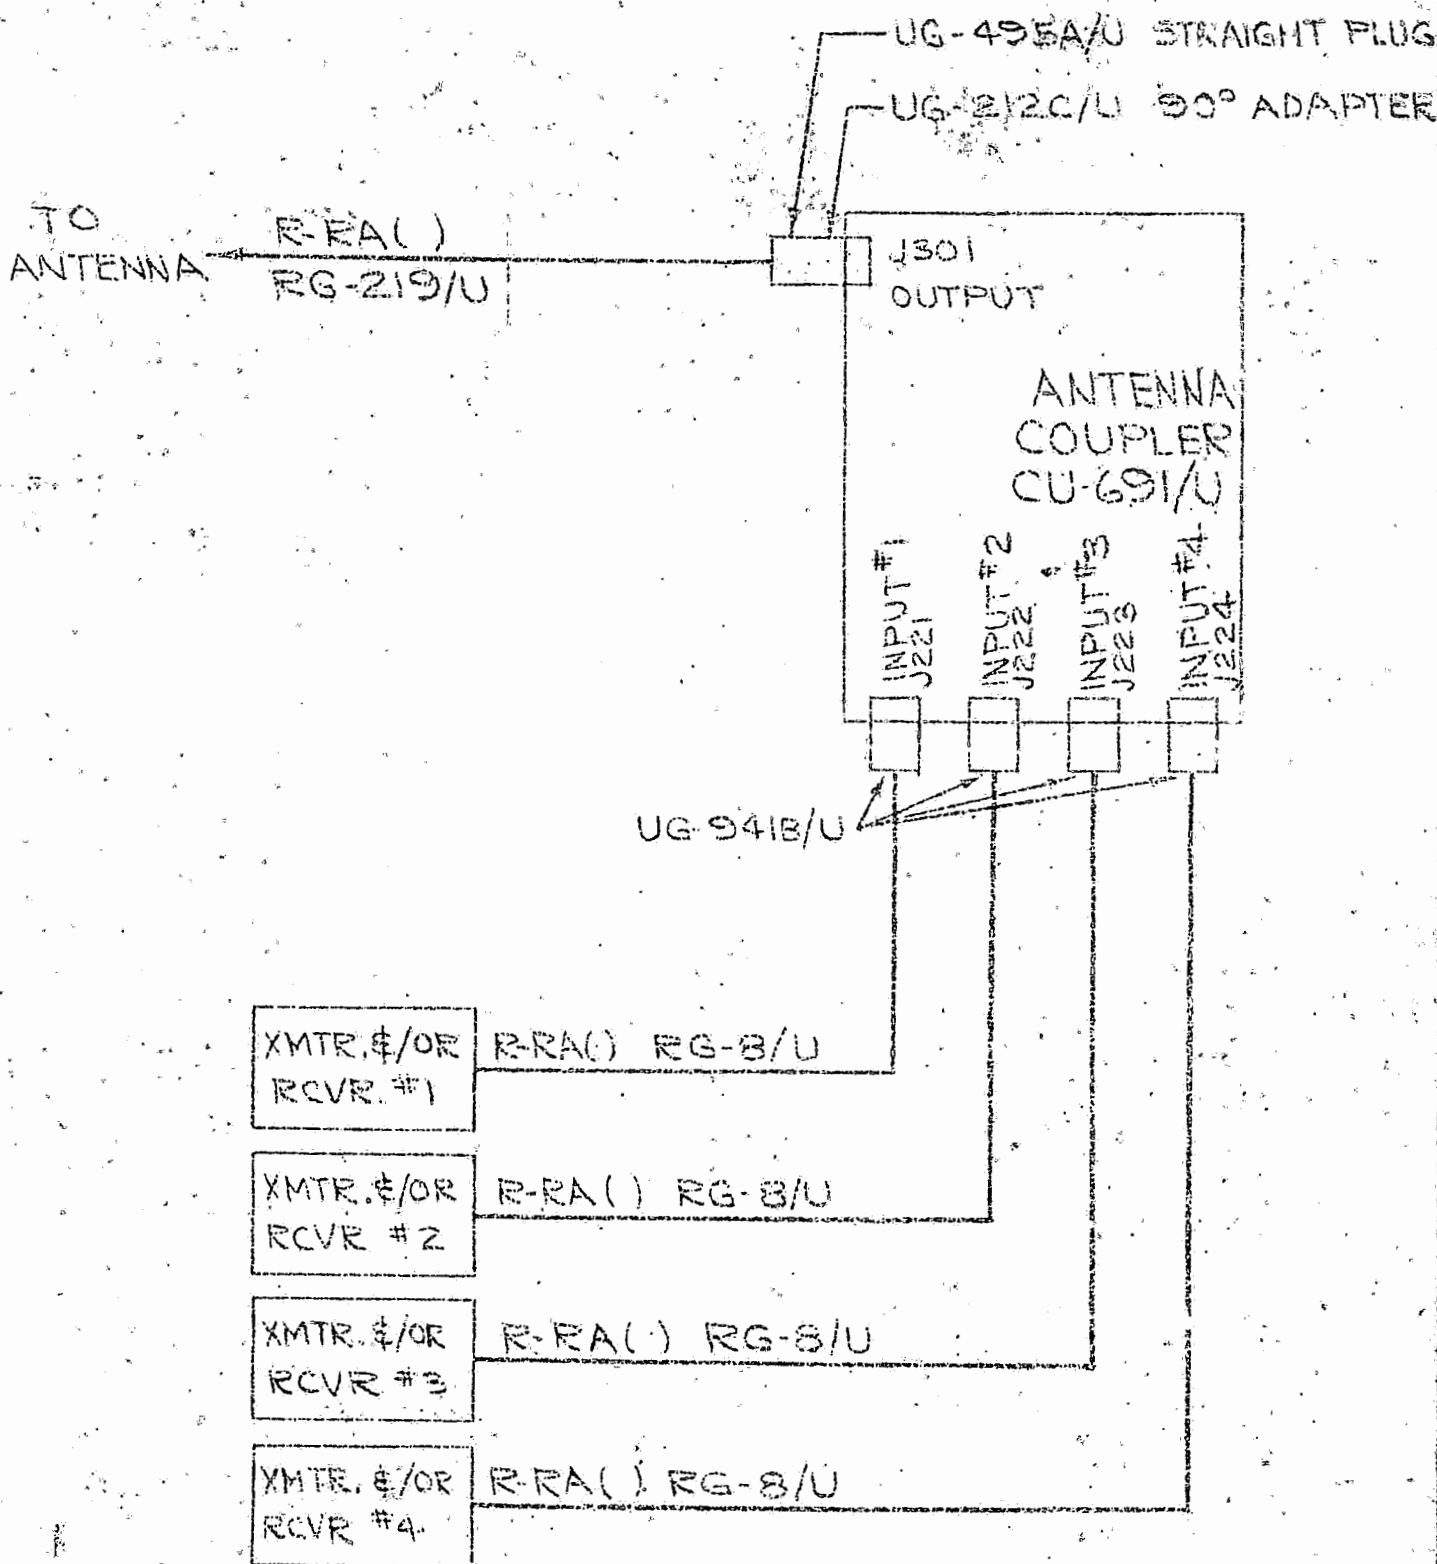 UG-495A/U STRAIGHT PLUG
UG-212C/U 90° ADAPTER
TO
ANTENNA
R-RA( )
RG-219/U
J301
OUTPUT
ANTENNA
COUPLER
CU-691/U
INPUT #1
J221
INPUT #2
J222
INPUT #3
J223
INPUT #4
J224
UG-941B/U
XMTR. &/OR
RCVR. #1
R-RA() RG-8/U
XMTR. &/OR
RCVR #2
R-RA( ) RG-8/U
XMTR. &/OR
RCVR #3
R-RA( ) RG-8/U
XMTR. &/OR
RCVR #4
R-RA( ) RG-8/U